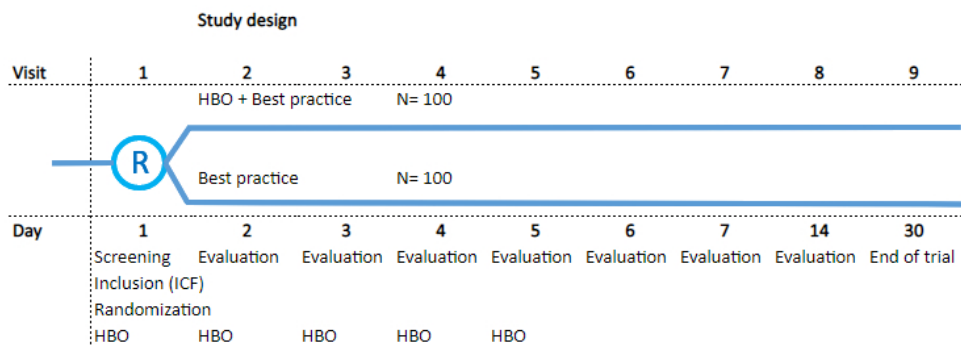 Study design
Visit 1 2 3 4 5 6 7 8 9
HBO + Best practice N= 100
R
Best practice N= 100
Day 1 2 3 4 5 6 7 14 30
Screening Evaluation Evaluation Evaluation Evaluation Evaluation Evaluation Evaluation End of trial
Inclusion (ICF)
Randomization
HBO HBO HBO HBO HBO